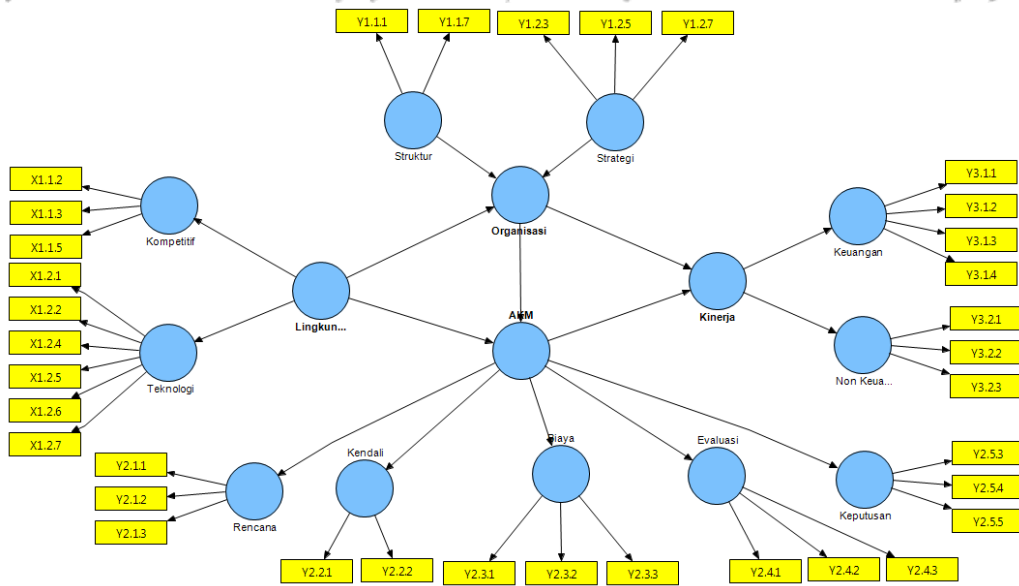 Y1.1.1
Y1.1.7
Y1.2.3
Y1.2.5
Y1.2.7
Struktur
Strategi
X1.1.2
X1.1.3
X1.1.5
Kompetitif
Organisasi
Y3.1.1
Y3.1.2
Y3.1.3
Y3.1.4
Keuangan
X1.2.1
X1.2.2
X1.2.4
X1.2.5
X1.2.6
X1.2.7
Teknologi
Lingkun...
Kinerja
Y3.2.1
Y3.2.2
Y3.2.3
Non Keua...
Y2.1.1
Y2.1.2
Y2.1.3
Rencana
Kendali
Y2.2.1
Y2.2.2
Biaya
Y2.3.1
Y2.3.2
Y2.3.3
Evaluasi
Y2.4.1
Y2.4.2
Y2.4.3
Keputusan
Y2.5.3
Y2.5.4
Y2.5.5